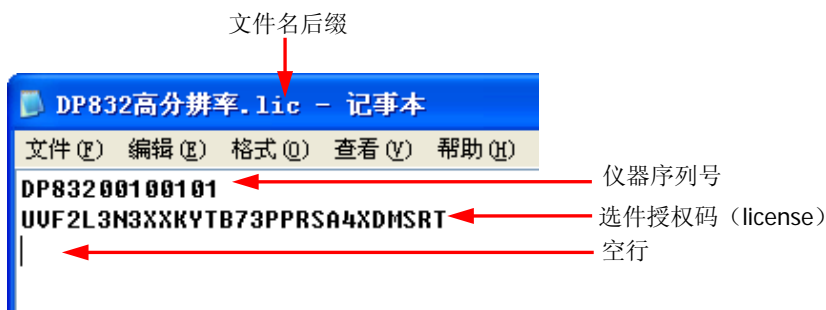 文件名后缀
DP832高分辨率.lic - 记事本
文件(F) 编辑(E) 格式(O) 查看(V) 帮助(H)
DP83200100101
仪器序列号
UVF2L3N3XXKYTB73PPRSA4XDMSRT
选件授权码（license）
空行